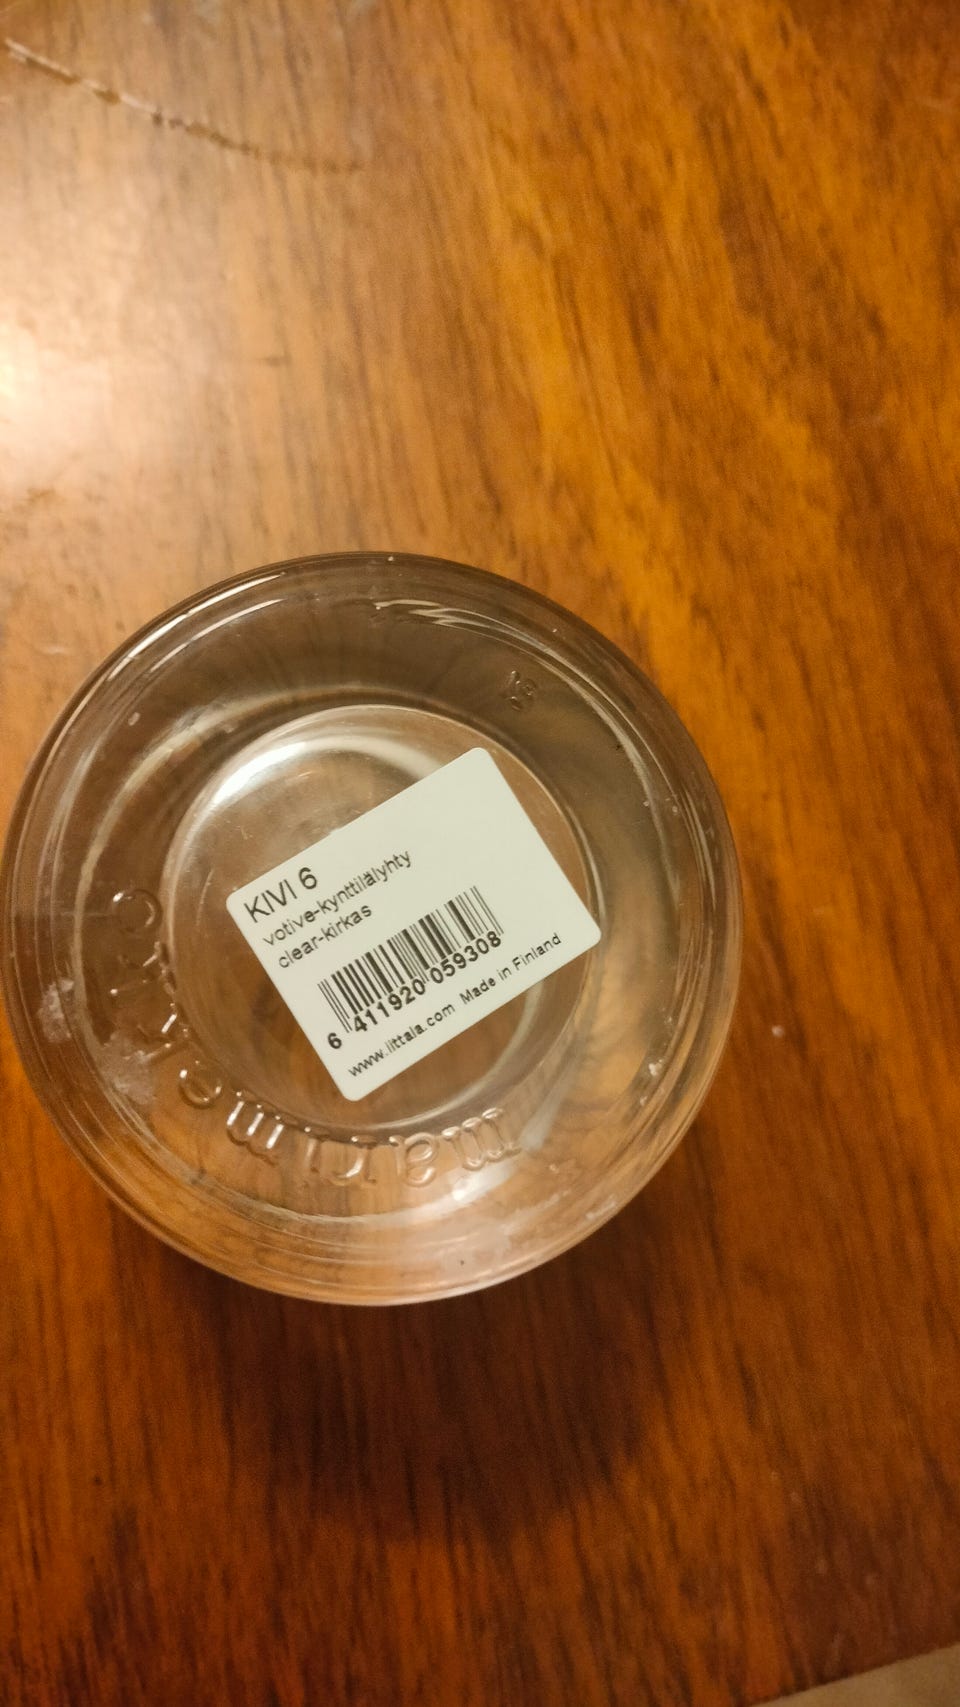 KIVI 6
votive-kynttilälyhty
clear-kirkas
6 411920 059308
www.iittala.com Made in Finland
marimekko